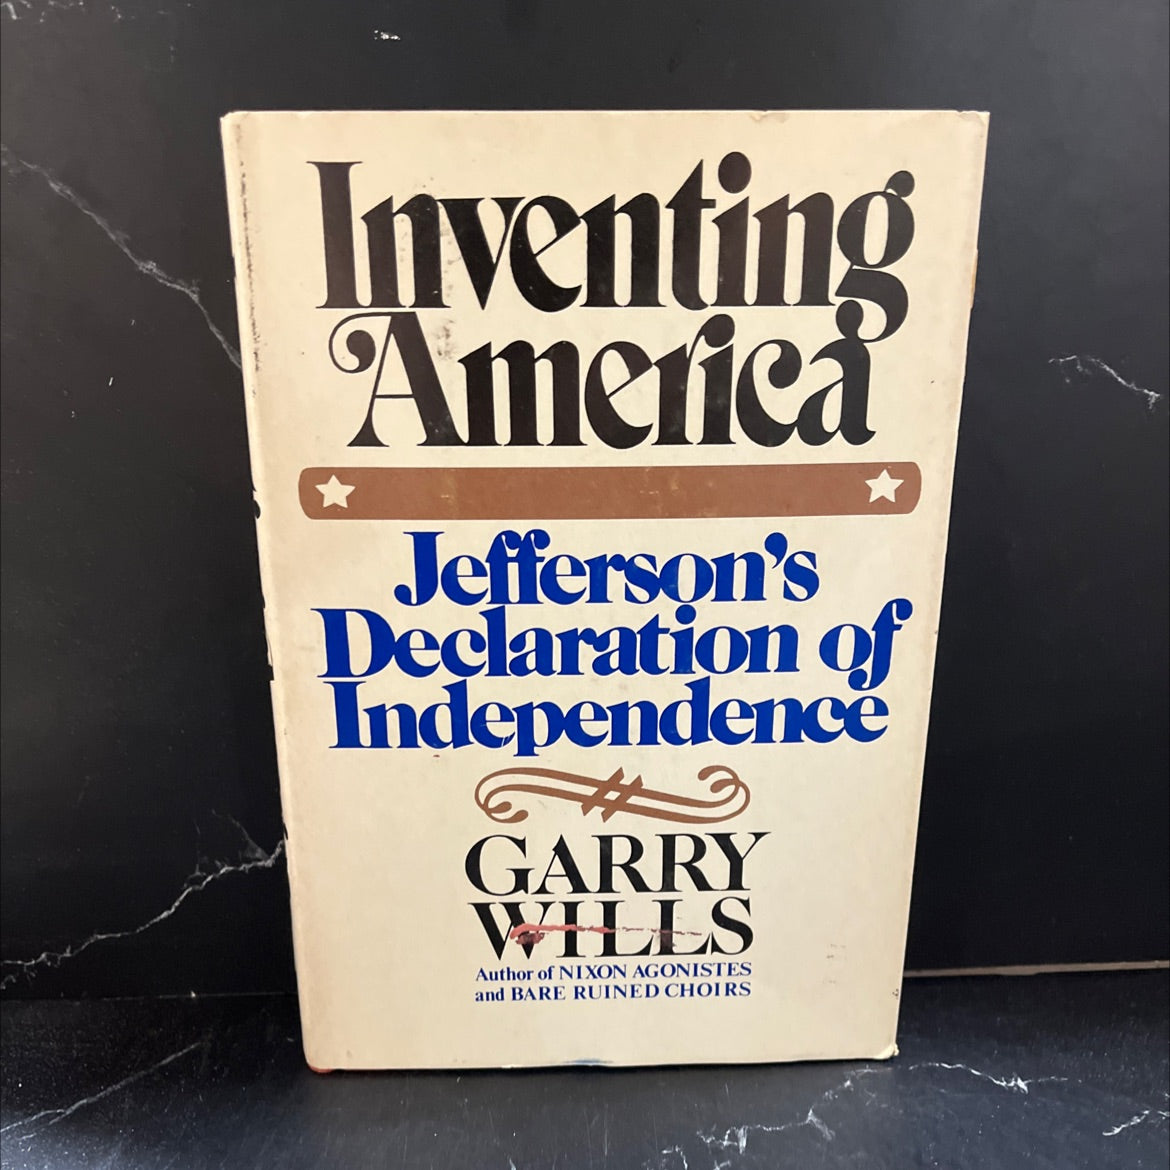 Inventing
America
Jefferson's
Declaration of
Independence
GARRY
WILLS
Author of NIXON AGONISTES
and BARE RUINED CHOIRS